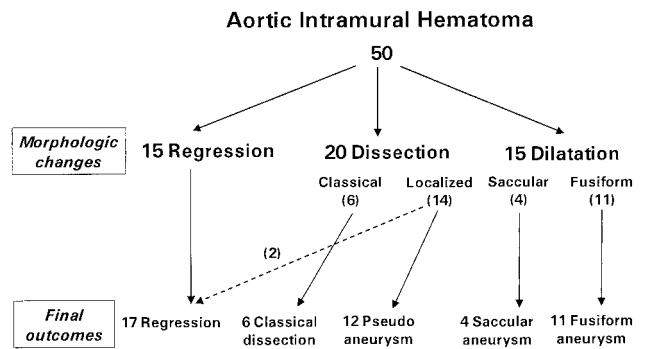 Aortic Intramural Hematoma
50
Morphologic
changes
15 Regression
20 Dissection
15 Dilatation
Classical
(6)
Localized
(14)
Saccular
(4)
Fusiform
(11)
(2)
Final
outcomes
17 Regression
6 Classical
dissection
12 Pseudo
aneurysm
4 Saccular
aneurysm
11 Fusiform
aneurysm